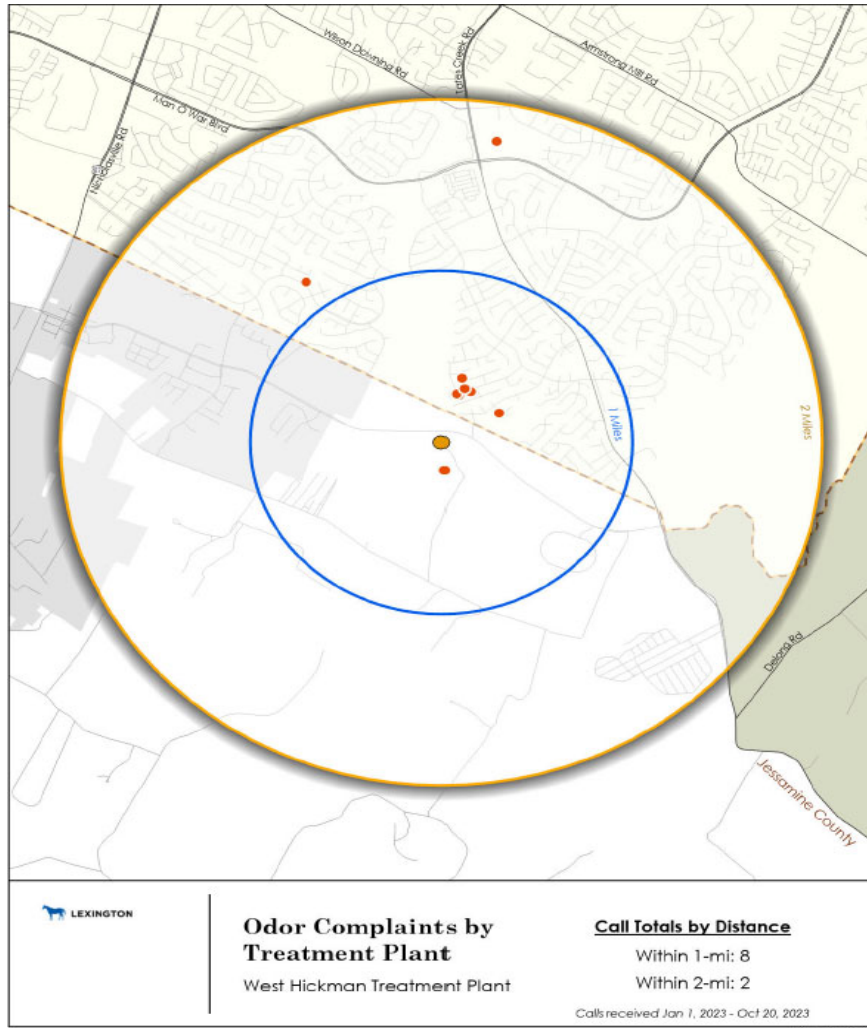 Wilson Downing Rd
Tates Creek Rd
Armstrong Mill Rd
Man O War Blvd
Nicholasville Rd
1 Miles
2 Miles
Delong Rd
Jessamine County
LEXINGTON
Odor Complaints by
Treatment Plant
West Hickman Treatment Plant
Call Totals by Distance
Within 1-mi: 8
Within 2-mi: 2
Calls received Jan 1, 2023 - Oct 20, 2023